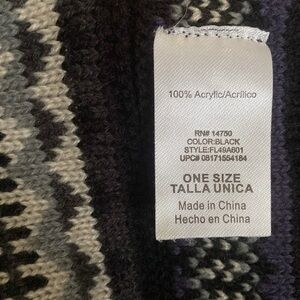 100% Acrylic/Acrílico
RN# 14750
COLOR:BLACK
STYLE:FL49A601
UPC# 08171554184
ONE SIZE
TALLA UNICA
Made in China
Hecho en China